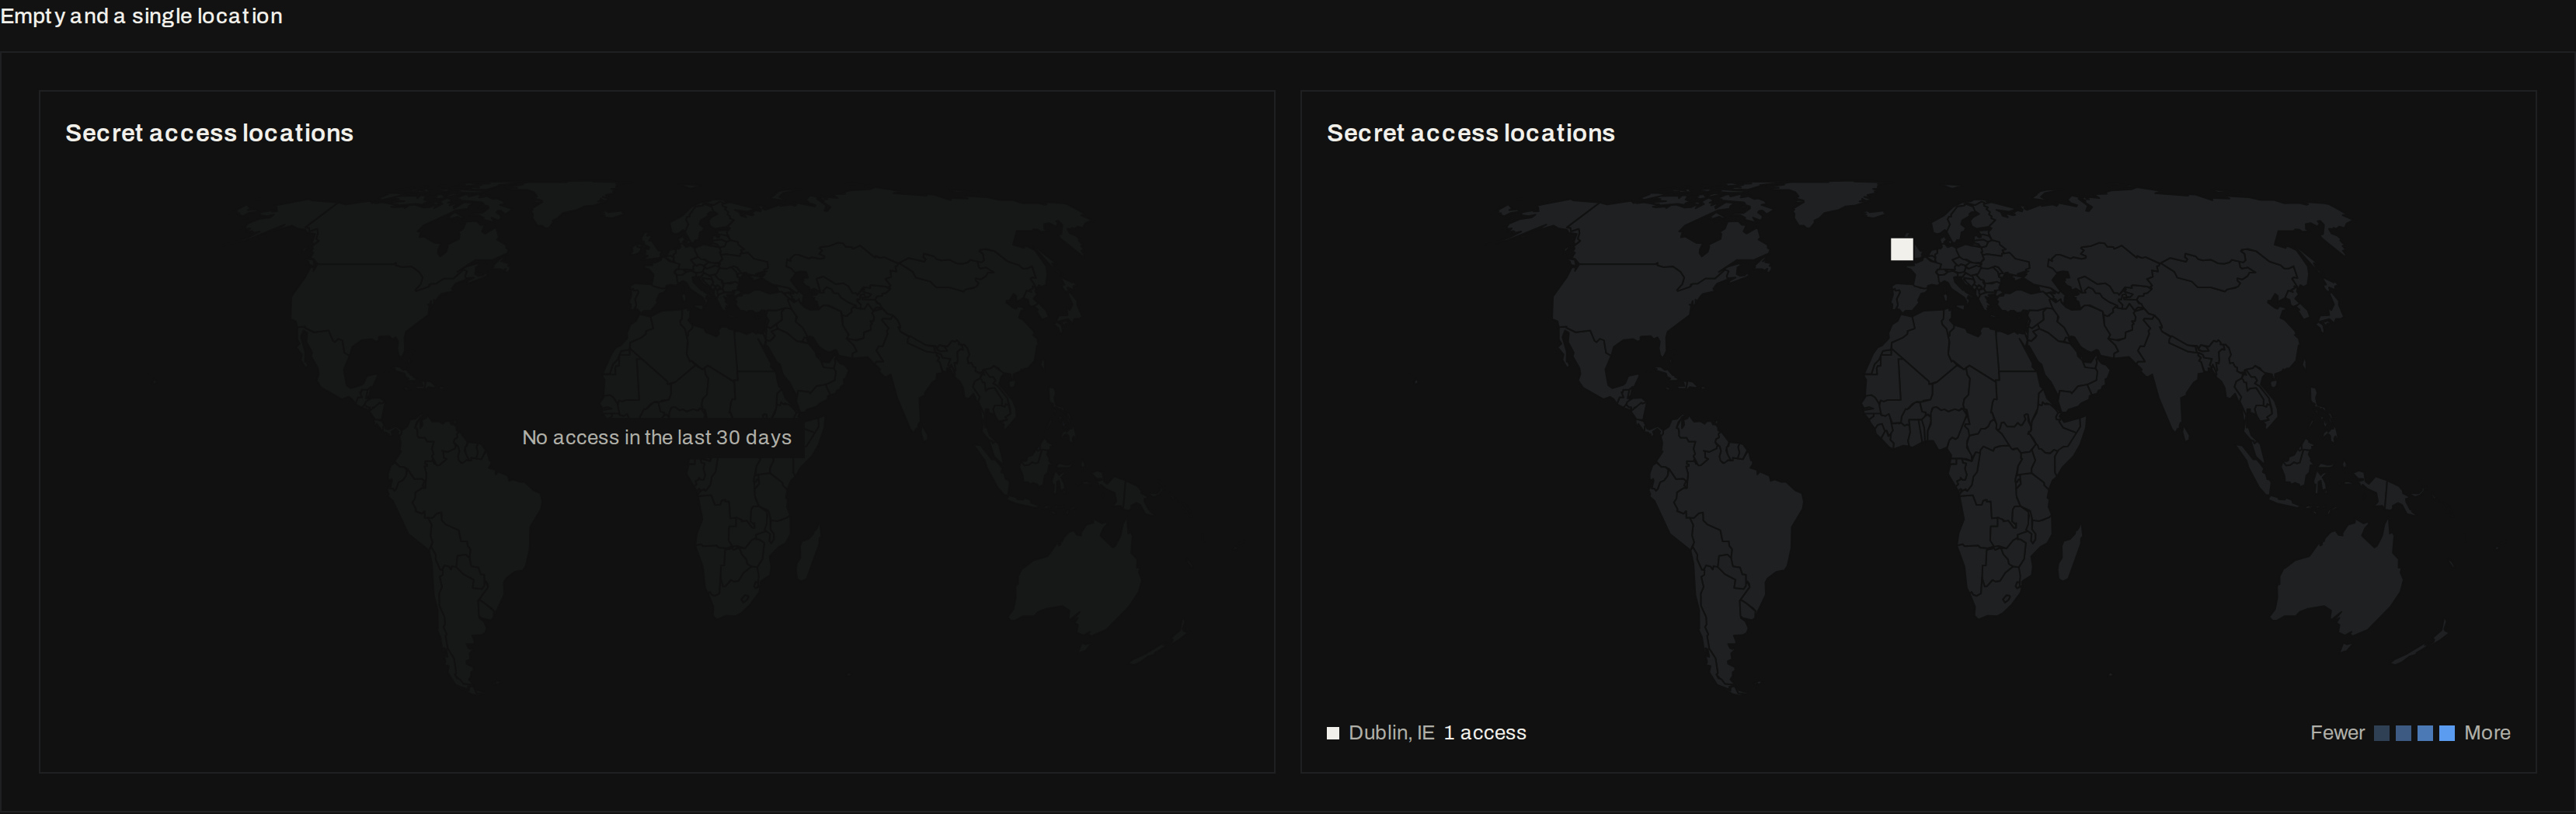 Empty and a single location
Secret access locations
No access in the last 30 days
Secret access locations
Dublin, IE 1 access
Fewer More